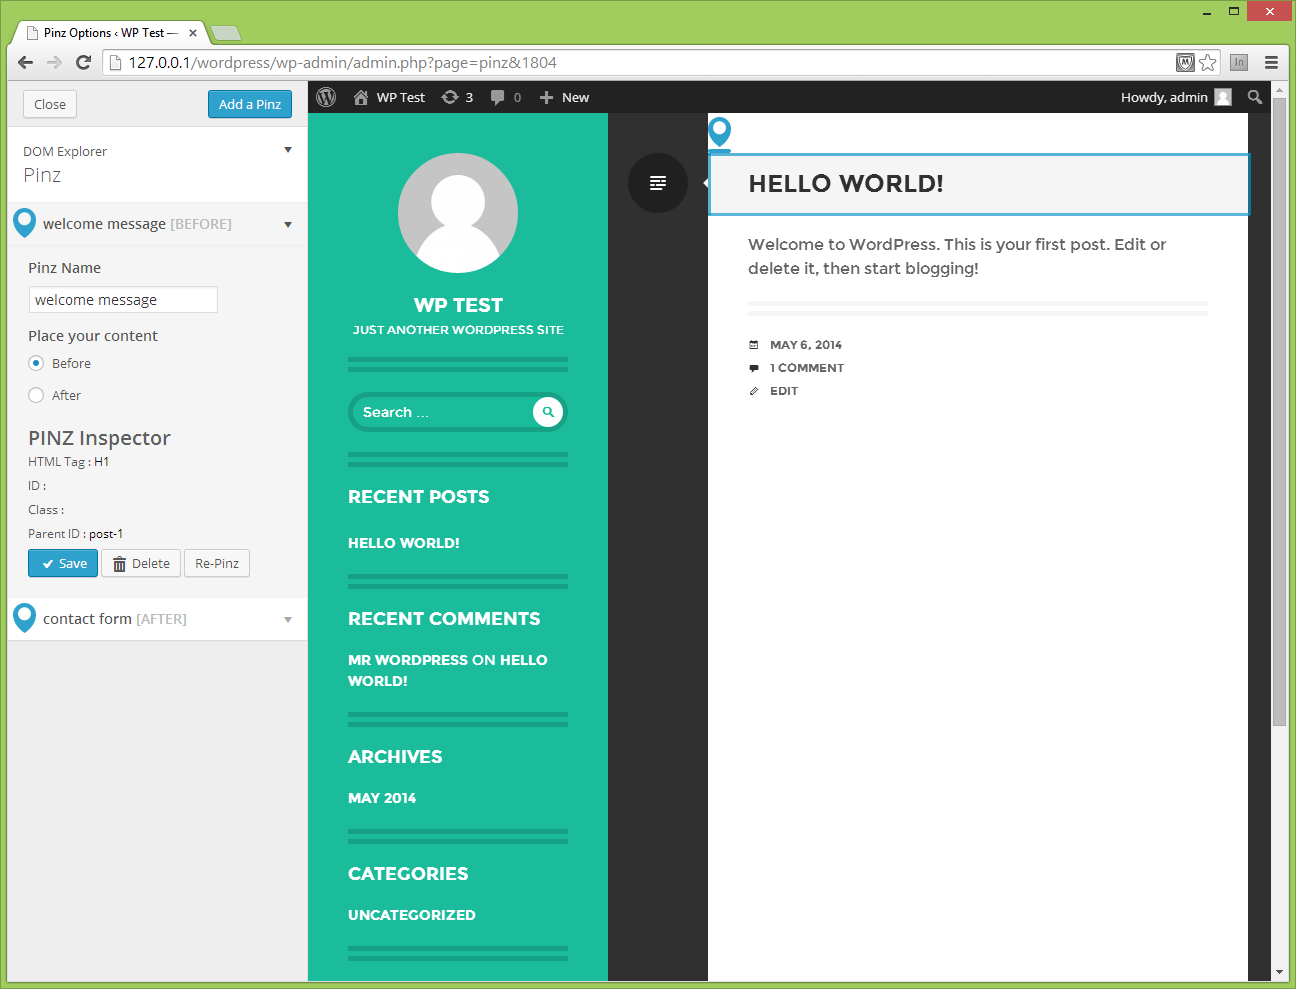 Pinz Options ‹ WP Test —
127.0.0.1/wordpress/wp-admin/admin.php?page=pinz&1804
In
Close
Add a Pinz
DOM Explorer
Pinz
welcome message [BEFORE]
Pinz Name
welcome message
Place your content
Before
After
PINZ Inspector
HTML Tag : H1
ID :
Class :
Parent ID : post-1
Save
Delete
Re-Pinz
contact form [AFTER]
WP Test
3
0
New
Howdy, admin
WP TEST
JUST ANOTHER WORDPRESS SITE
Search ...
RECENT POSTS
HELLO WORLD!
RECENT COMMENTS
MR WORDPRESS ON HELLO
WORLD!
ARCHIVES
MAY 2014
CATEGORIES
UNCATEGORIZED
HELLO WORLD!
Welcome to WordPress. This is your first post. Edit or
delete it, then start blogging!
MAY 6, 2014
1 COMMENT
EDIT